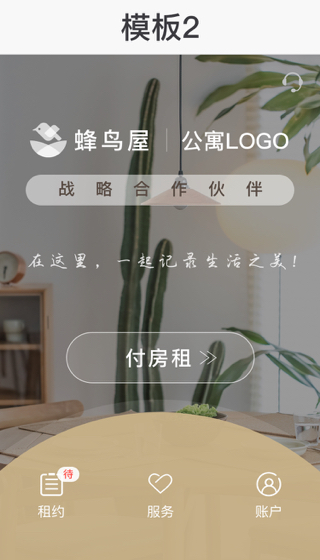 模板2
蜂鸟屋 公寓LOGO
战略合作伙伴
在这里，一起记录生活之美！
付房租
待
租约 服务 账户